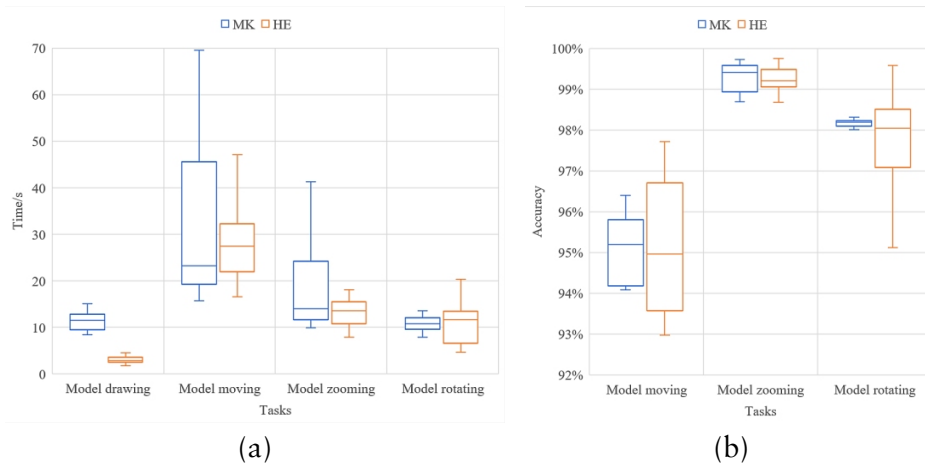 MK HE
70
60
50
40
30
20
10
0
Time/s
Model drawing Model moving Model zooming Model rotating
Tasks
(a)
MK HE
100%
99%
98%
97%
96%
95%
94%
93%
92%
Accuracy
Model moving Model zooming Model rotating
Tasks
(b)